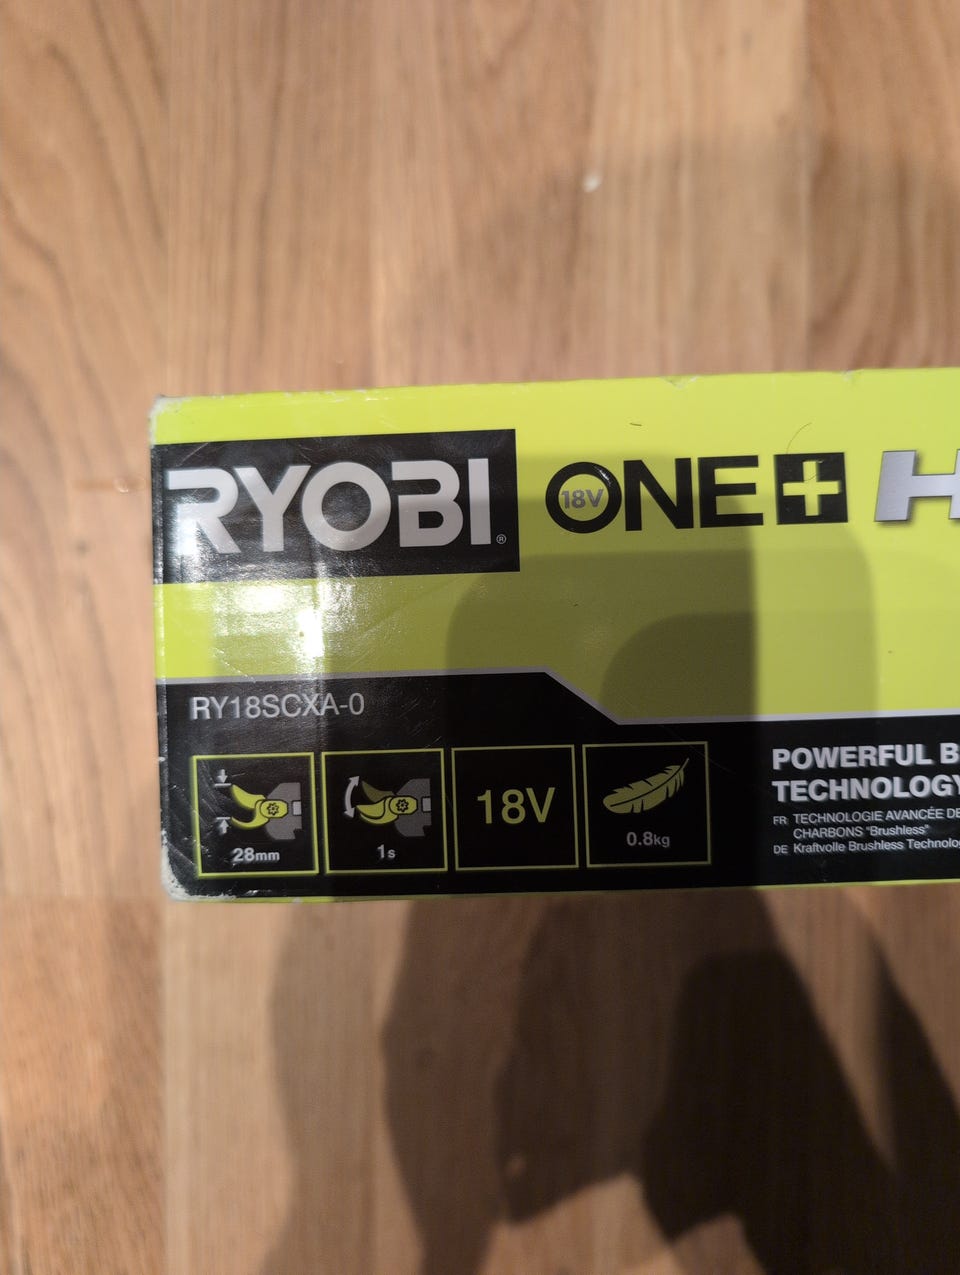 RYOBI®
18V ONE+ H
RY18SCXA-0
28mm
1s
18V
0.8kg
POWERFUL B
TECHNOLOGY
FR TECHNOLOGIE AVANCÉE DE
CHARBONS "Brushless"
DE Kraftvolle Brushless Technolog